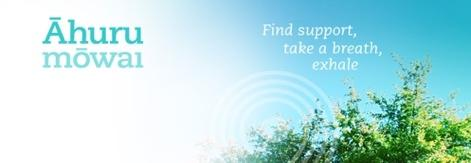 Āhuru
mōwai
Find support,
take a breath,
exhale